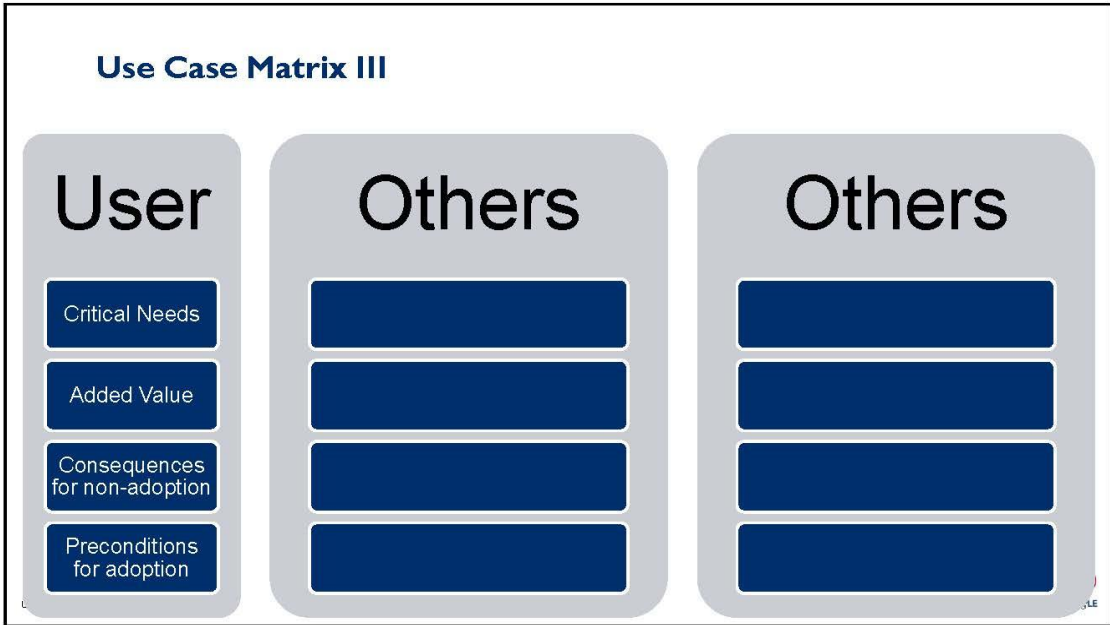 Use Case Matrix III
User
Others
Others
Critical Needs
Added Value
Consequences
for non-adoption
Preconditions
for adoption